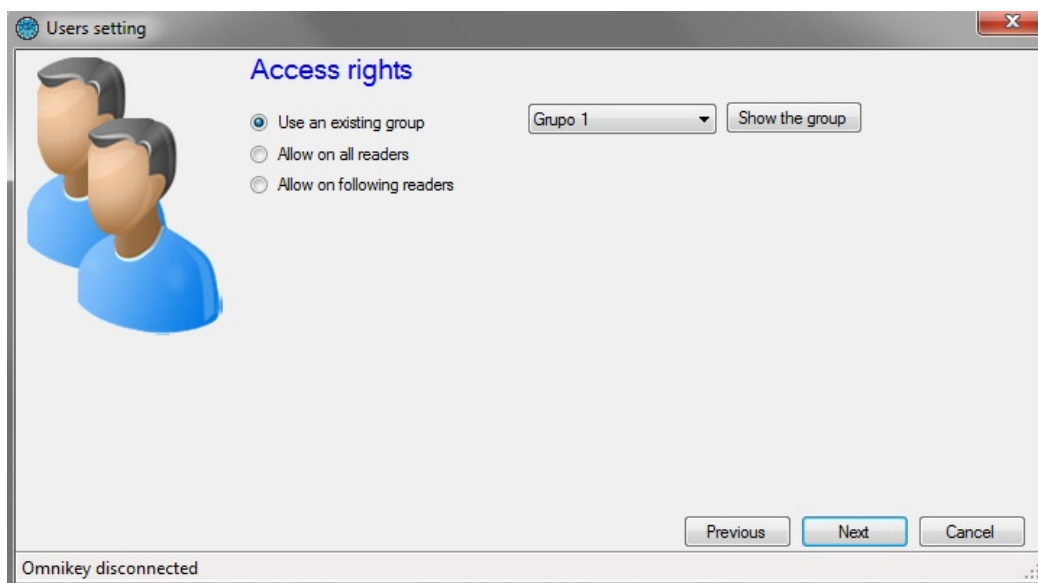 Users setting
Access rights
Use an existing group
Grupo 1
Show the group
Allow on all readers
Allow on following readers
Previous
Next
Cancel
Omnikey disconnected